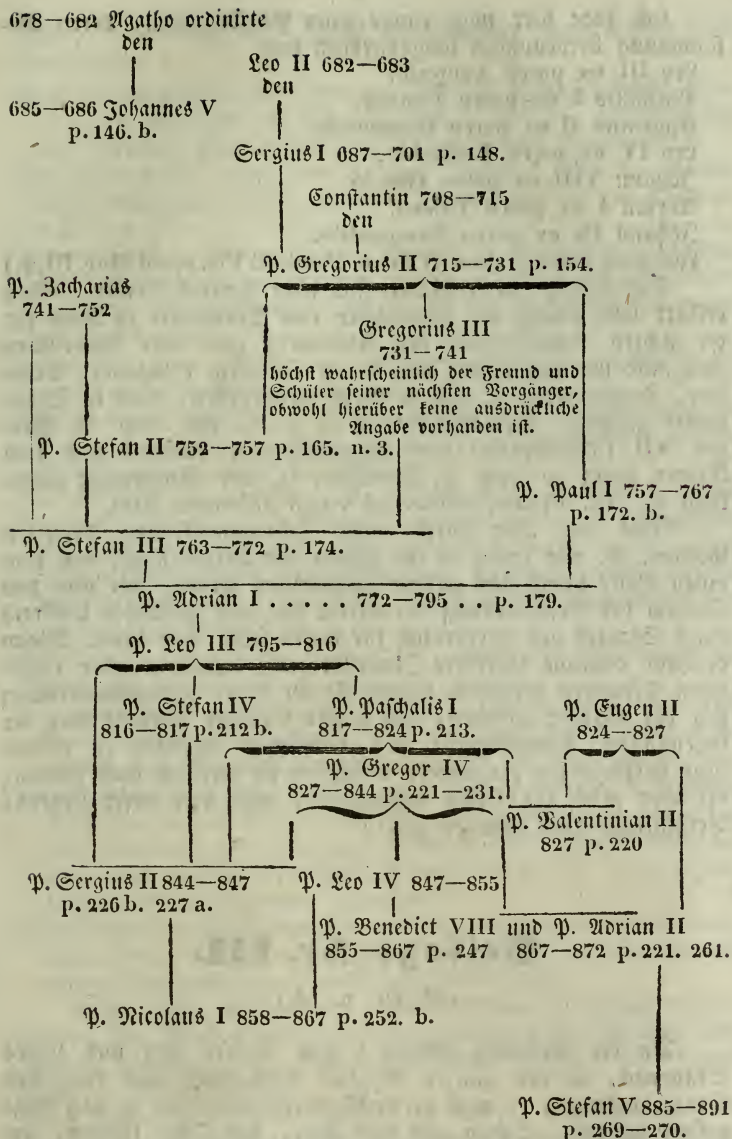 678—682 Agatho ordinirte
den
685—686 Johannes V
p. 146. b.
Leo II 682—683
den
Sergius I 687—701 p. 148.
Constantin 708—715
den
P. Gregorius II 715—731 p. 154.
P. Zacharias
741—752
Gregorius III
731—741
höchst wahrscheinlich der Freund und
Schüler seiner nächsten Vorgänger,
obwohl hierüber keine ausdrückliche
Angabe vorhanden ist.
P. Stefan II 752—757 p. 165. n. 3.
P. Paul I 757—767
p. 172. b.
P. Stefan III 763—772 p. 174.
P. Adrian I . . . . . 772—795 . . p. 179.
P. Leo III 795—816
P. Stefan IV
816—817 p. 212 b.
P. Paschalis I
817—824 p. 213.
P. Eugen II
824—827
P. Gregor IV
827—844 p. 221—231.
P. Valentinian II
827 p. 220
P. Sergius II 844—847
p. 226 b. 227 a.
P. Leo IV 847—855
P. Benedict VIII und P. Adrian II
855—867 p. 247 867—872 p. 221. 261.
P. Nicolaus I 858—867 p. 252. b.
P. Stefan V 885—891
p. 269—270.